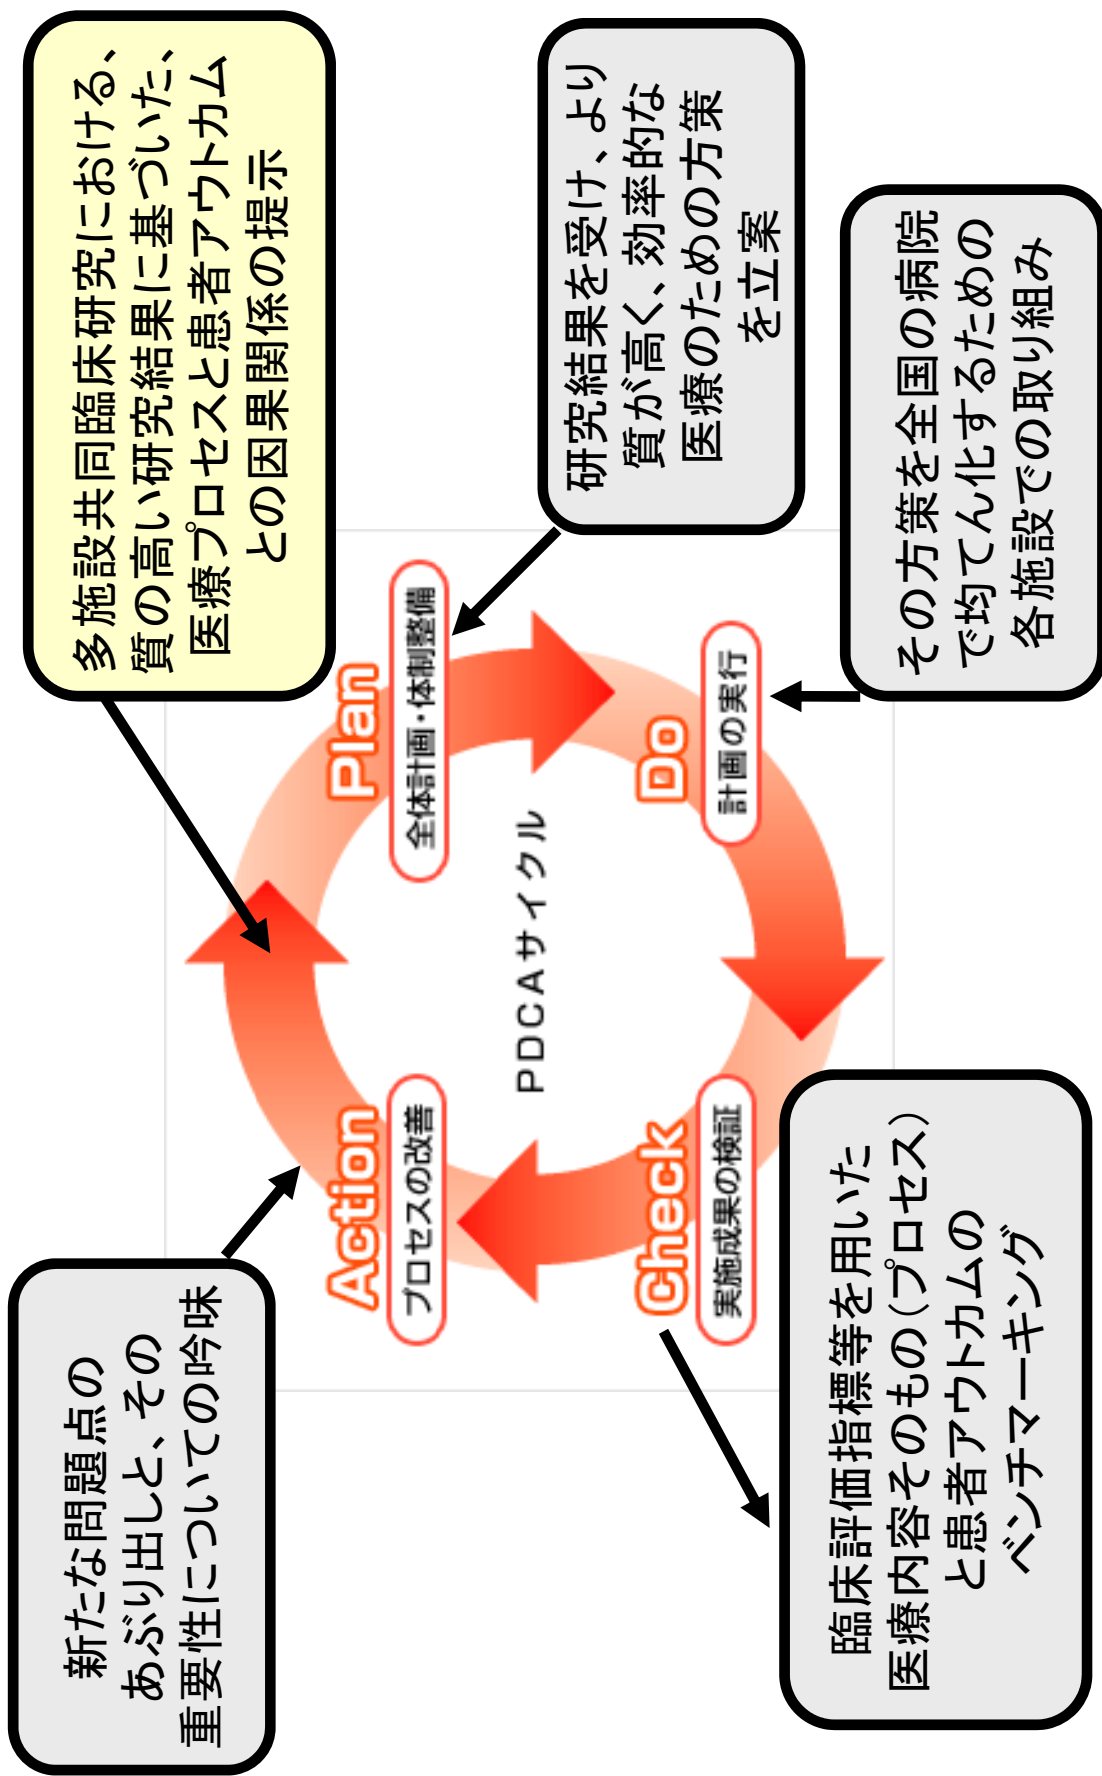 新たな問題点の
あぶり出しと、その
重要性についての吟味
多施設共同臨床研究における、
質の高い研究結果に基づいた、
医療プロセスと患者アウトカム
との因果関係の提示
Action
プロセスの改善
Plan
全体計画・体制整備
研究結果を受け、より
質が高く、効率的な
医療のための方策
を立案
PDCAサイクル
Check
実施成果の検証
Do
計画の実行
臨床評価指標等を用いた
医療内容そのもの(プロセス)
と患者アウトカムの
ベンチマーキング
その方策を全国の病院
で均てん化するための
各施設での取り組み